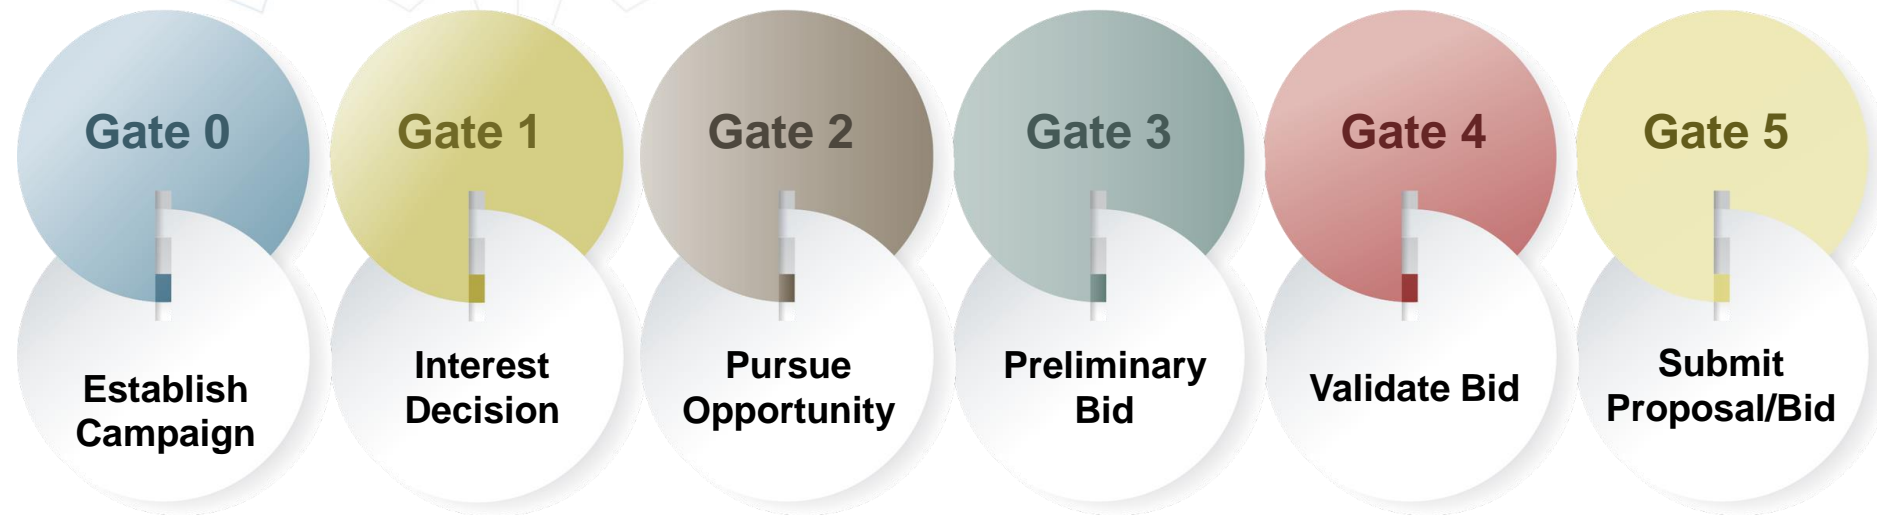 Gate 0
Gate 1
Gate 2
Gate 3
Gate 4
Gate 5
Establish
Campaign
Interest
Decision
Pursue
Opportunity
Preliminary
Bid
Validate Bid
Submit
Proposal/Bid